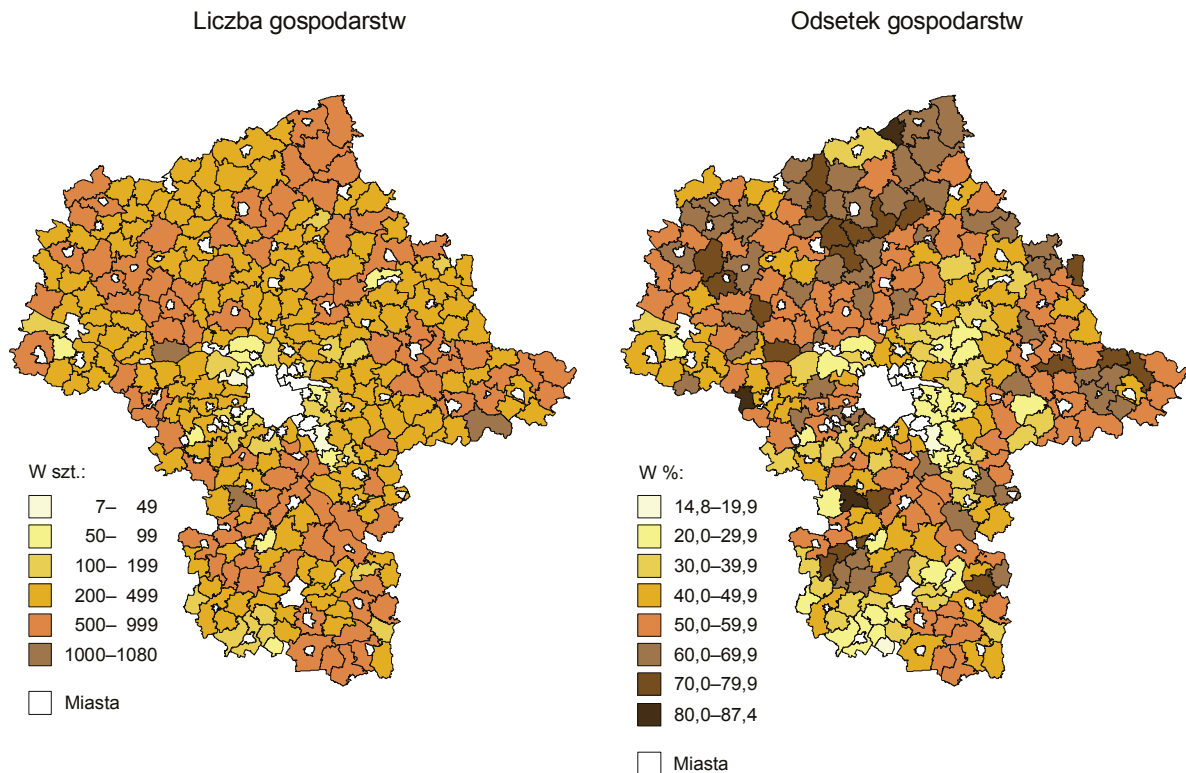 Liczba gospodarstw
Odsetek gospodarstw
W szt.:
7– 49
50– 99
100– 199
200– 499
500– 999
1000–1080
Miasta
W %:
14,8–19,9
20,0–29,9
30,0–39,9
40,0–49,9
50,0–59,9
60,0–69,9
70,0–79,9
80,0–87,4
Miasta